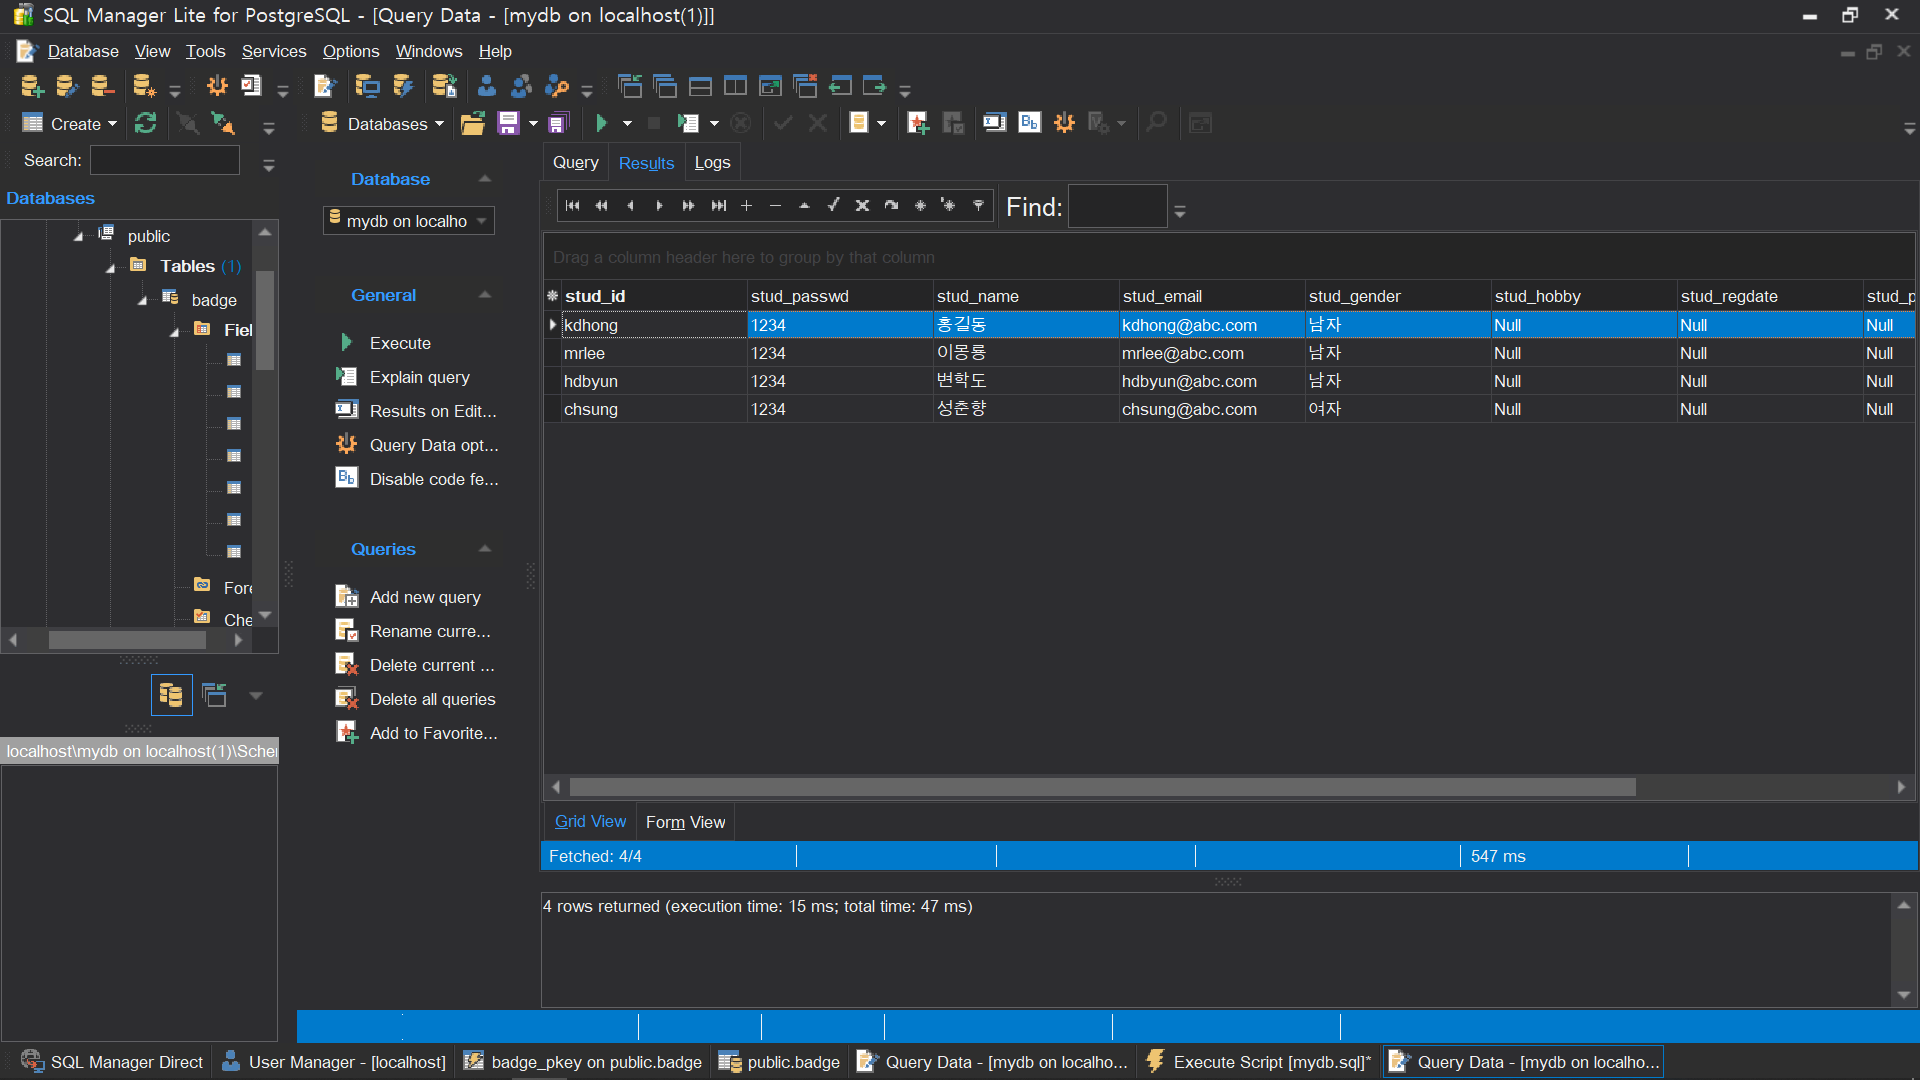 SQL Manager Lite for PostgreSQL - [Query Data - [mydb on localhost(1)]]
Database View Tools Services Options Windows Help
Create
Databases
Search:
Databases
public
Tables (1)
badge
Fiel
Fore
Che
localhost\mydb on localhost(1)\Schei
Database
mydb on localho
General
Execute
Explain query
Results on Edit...
Query Data opt...
Disable code fe...
Queries
Add new query
Rename curre...
Delete current ...
Delete all queries
Add to Favorite...
Query Results Logs
Find:
Drag a column header here to group by that column
stud_id stud_passwd stud_name stud_email stud_gender stud_hobby stud_regdate stud_p
kdhong 1234 홍길동 kdhong@abc.com 남자 Null Null Null
mrlee 1234 이몽룡 mrlee@abc.com 남자 Null Null Null
hdbyun 1234 변학도 hdbyun@abc.com 남자 Null Null Null
chsung 1234 성춘향 chsung@abc.com 여자 Null Null Null
Grid View Form View
Fetched: 4/4 547 ms
4 rows returned (execution time: 15 ms; total time: 47 ms)
SQL Manager Direct User Manager - [localhost] badge_pkey on public.badge public.badge Query Data - [mydb on localho... Execute Script [mydb.sql]* Query Data - [mydb on localho...